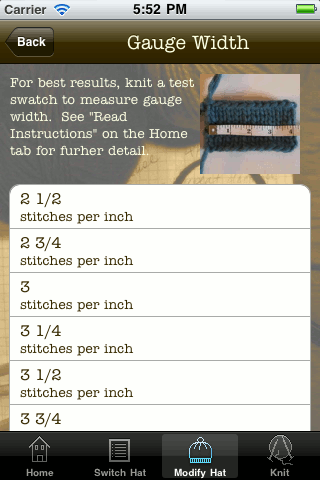 Carrier 5:52 PM
Back Gauge Width
For best results, knit a test
swatch to measure gauge
width. See "Read
Instructions" on the Home
tab for furher detail.
2 1/2
stitches per inch
2 3/4
stitches per inch
3
stitches per inch
3 1/4
stitches per inch
3 1/2
stitches per inch
3 3/4
Home Switch Hat Modify Hat Knit